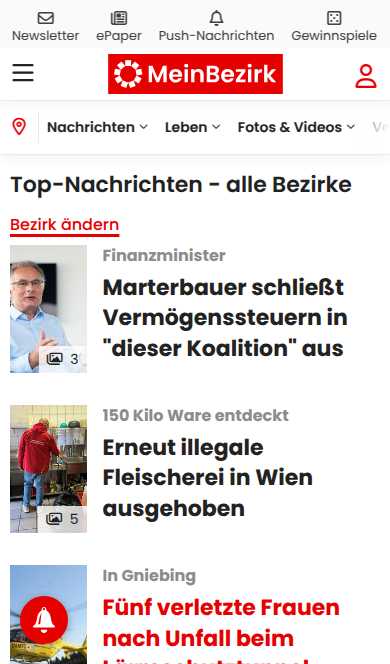 Newsletter ePaper Push-Nachrichten Gewinnspiele
MeinBezirk
Nachrichten Leben Fotos & Videos
Top-Nachrichten - alle Bezirke
Bezirk ändern
Finanzminister
Marterbauer schließt
Vermögenssteuern in
"dieser Koalition" aus
3
150 Kilo Ware entdeckt
Erneut illegale
Fleischerei in Wien
ausgehoben
5
In Gniebing
Fünf verletzte Frauen
nach Unfall beim
Lärmschutztunnel